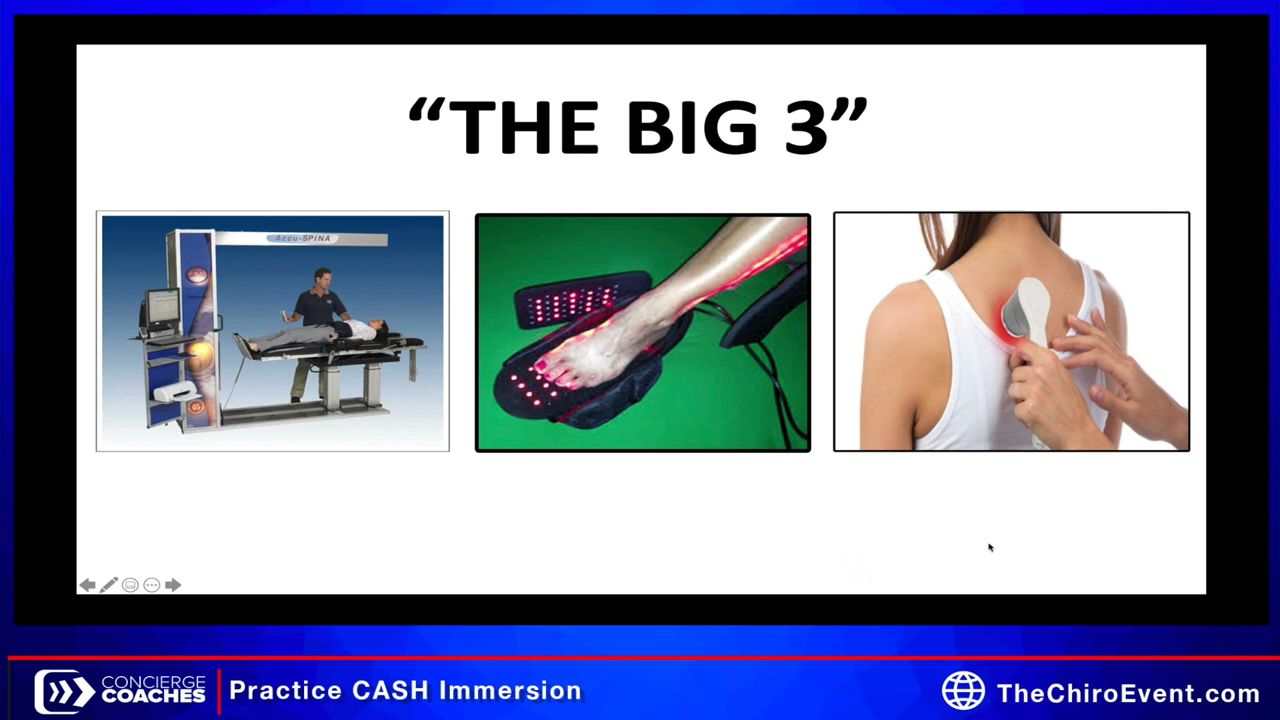 “THE BIG 3”
Accu-SPINA
CONCIERGE
COACHES
Practice CASH Immersion
TheChiroEvent.com